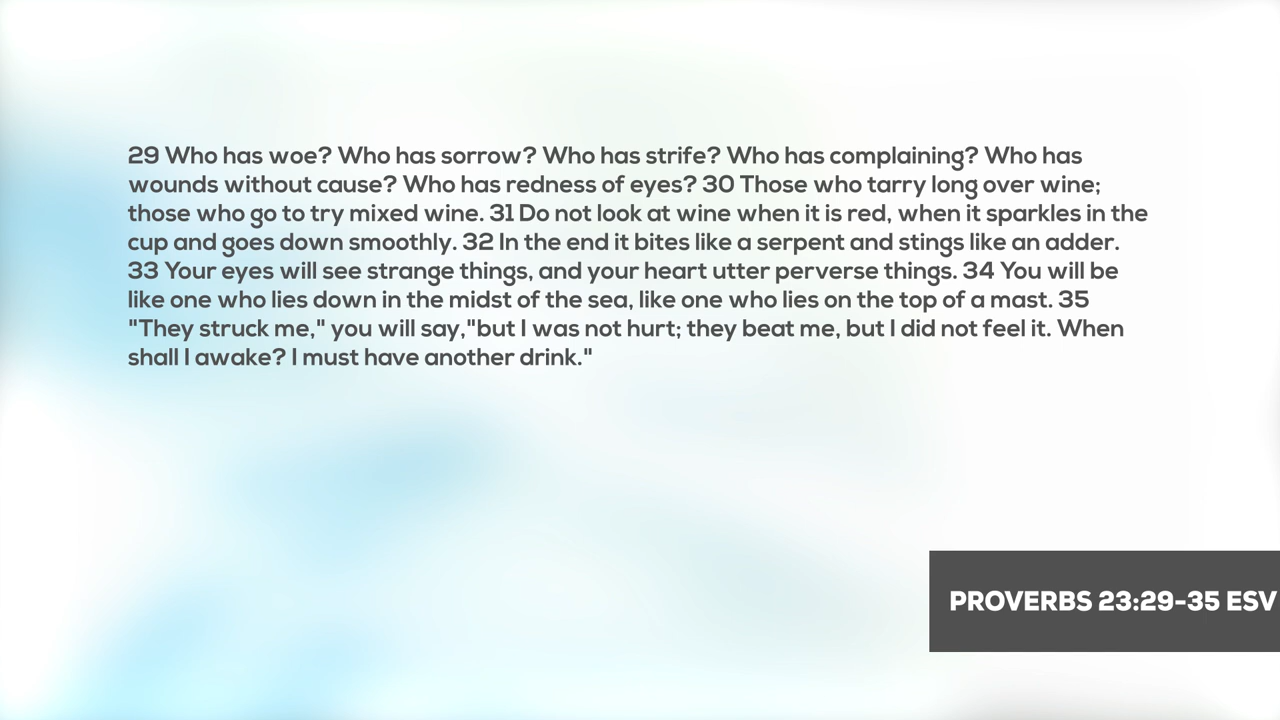 29 Who has woe? Who has sorrow? Who has strife? Who has complaining? Who has
wounds without cause? Who has redness of eyes? 30 Those who tarry long over wine;
those who go to try mixed wine. 31 Do not look at wine when it is red, when it sparkles in the
cup and goes down smoothly. 32 In the end it bites like a serpent and stings like an adder.
33 Your eyes will see strange things, and your heart utter perverse things. 34 You will be
like one who lies down in the midst of the sea, like one who lies on the top of a mast. 35
"They struck me," you will say,"but I was not hurt; they beat me, but I did not feel it. When
shall I awake? I must have another drink."
PROVERBS 23:29-35 ESV